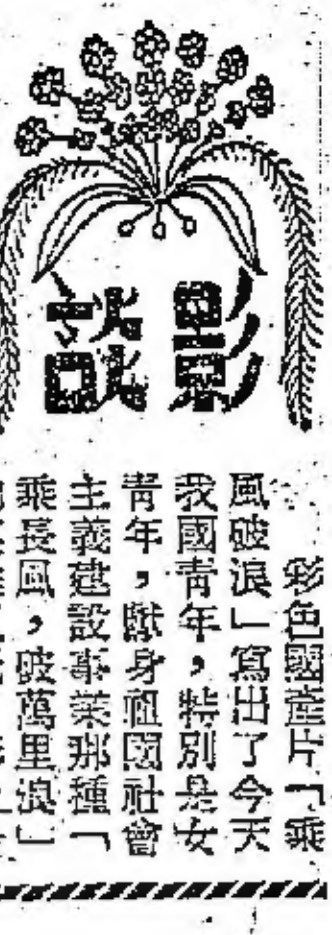 影談
彩色國產片「乘
風破浪」寫出了今天
我國青年，特別是女
青年，獻身祖國社會
主義建設事業那種「
乘長風，破萬里浪」